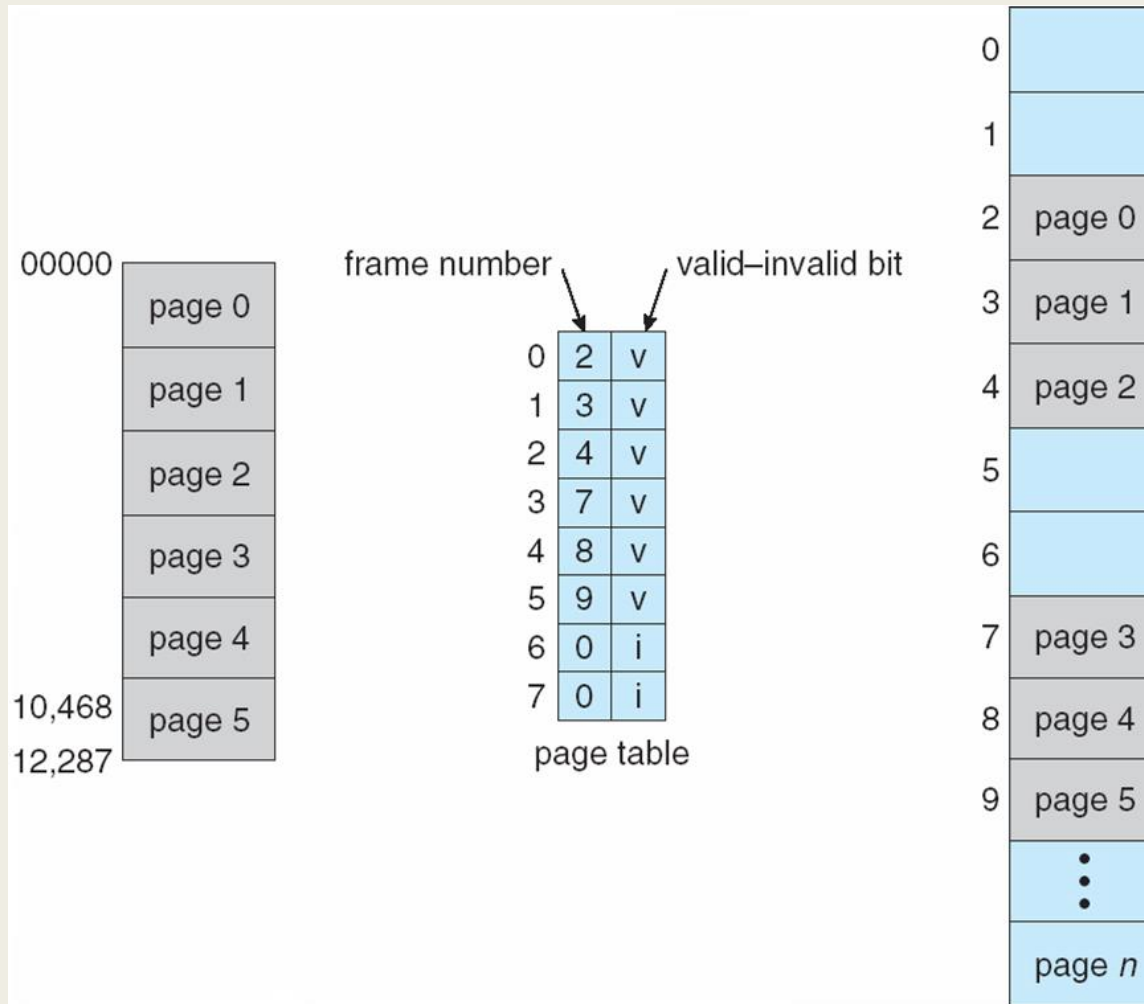 00000
page 0
page 1
page 2
page 3
page 4
10,468
page 5
12,287
frame number
valid–invalid bit
0 2 v
1 3 v
2 4 v
3 7 v
4 8 v
5 9 v
6 0 i
7 0 i
page table
0
1
2 page 0
3 page 1
4 page 2
5
6
7 page 3
8 page 4
9 page 5
page n